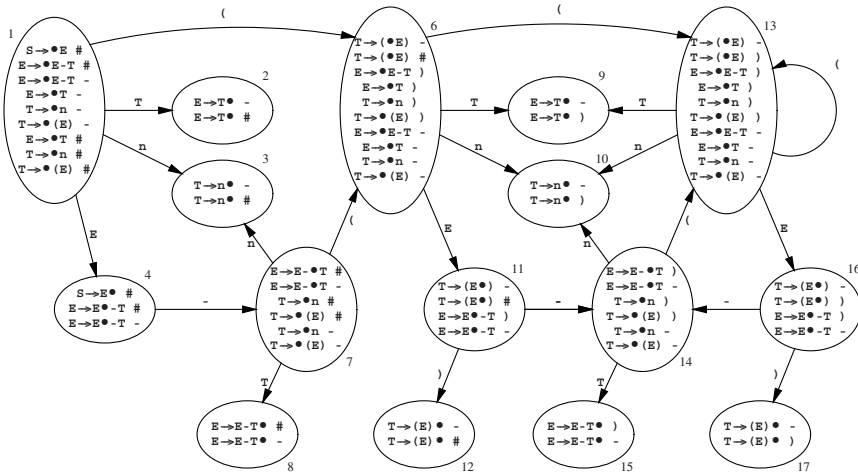 1
S→•E #
E→•E-T #
E→•E-T -
E→•T -
T→•n -
T→•(E) -
E→•T #
T→•n #
T→•(E) #
(
T
n
E
2
E→T• -
E→T• #
3
T→n• -
T→n• #
4
S→E• #
E→E•-T #
E→E•-T -
-
6
T→(•E) -
T→(•E) #
E→•E-T )
E→•T )
T→•n )
T→•(E) )
E→•E-T -
E→•T -
T→•n -
T→•(E) -
(
T
n
E
9
E→T• -
E→T• )
10
T→n• -
T→n• )
13
T→(•E) -
T→(•E) )
E→•E-T )
E→•T )
T→•n )
T→•(E) )
E→•E-T -
E→•T -
T→•n -
T→•(E) -
(
T
n
E
7
E→E-•T #
E→E-•T -
T→•n #
T→•(E) #
T→•n -
T→•(E) -
n
(
T
11
T→(E•) -
T→(E•) #
E→E•-T )
E→E•-T -
-
)
14
E→E-•T )
E→E-•T -
T→•n )
T→•(E) )
T→•n -
T→•(E) -
n
(
T
16
T→(E•) -
T→(E•) )
E→E•-T )
E→E•-T -
-
)
8
E→E-T• #
E→E-T• -
12
T→(E)• -
T→(E)• #
15
E→E-T• )
E→E-T• -
17
T→(E)• -
T→(E)• )